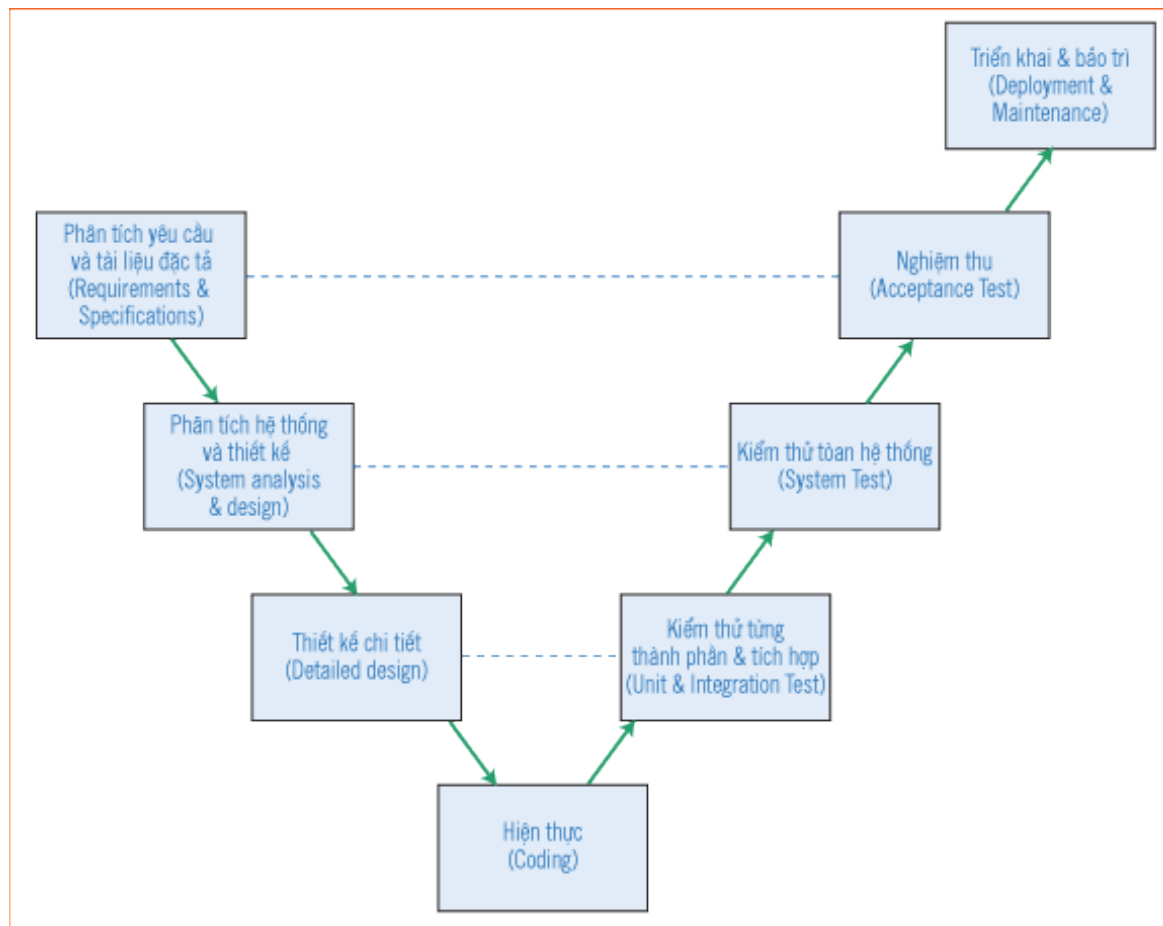 Triển khai & bảo trì
(Deployment &
Maintenance)
Phân tích yêu cầu
và tài liệu đặc tả
(Requirements &
Specifications)
Nghiệm thu
(Acceptance Test)
Phân tích hệ thống
và thiết kế
(System analysis
& design)
Kiểm thử tòan hệ thống
(System Test)
Thiết kế chi tiết
(Detailed design)
Kiểm thử từng
thành phần & tích hợp
(Unit & Integration Test)
Hiện thực
(Coding)